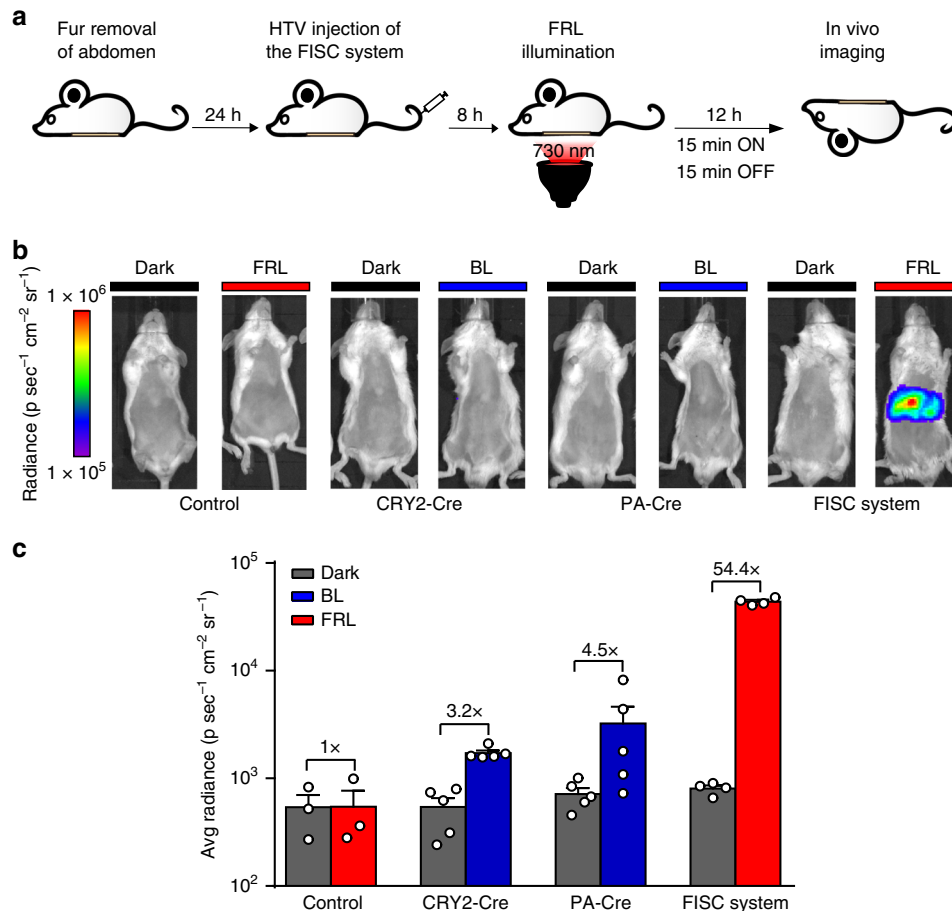 a
Fur removal
of abdomen
HTV injection of
the FISC system
FRL
illumination
In vivo
imaging
24 h
8 h
730 nm
12 h
15 min ON
15 min OFF
b
Dark
FRL
Dark
BL
Dark
BL
Dark
FRL
Radiance (p sec⁻¹ cm⁻² sr⁻¹)
1 × 10⁶
1 × 10⁵
Control
CRY2-Cre
PA-Cre
FISC system
c
Avg radiance (p sec⁻¹ cm⁻² sr⁻¹)
10⁵
10⁴
10³
10²
Dark
BL
FRL
1×
3.2×
4.5×
54.4×
Control
CRY2-Cre
PA-Cre
FISC system